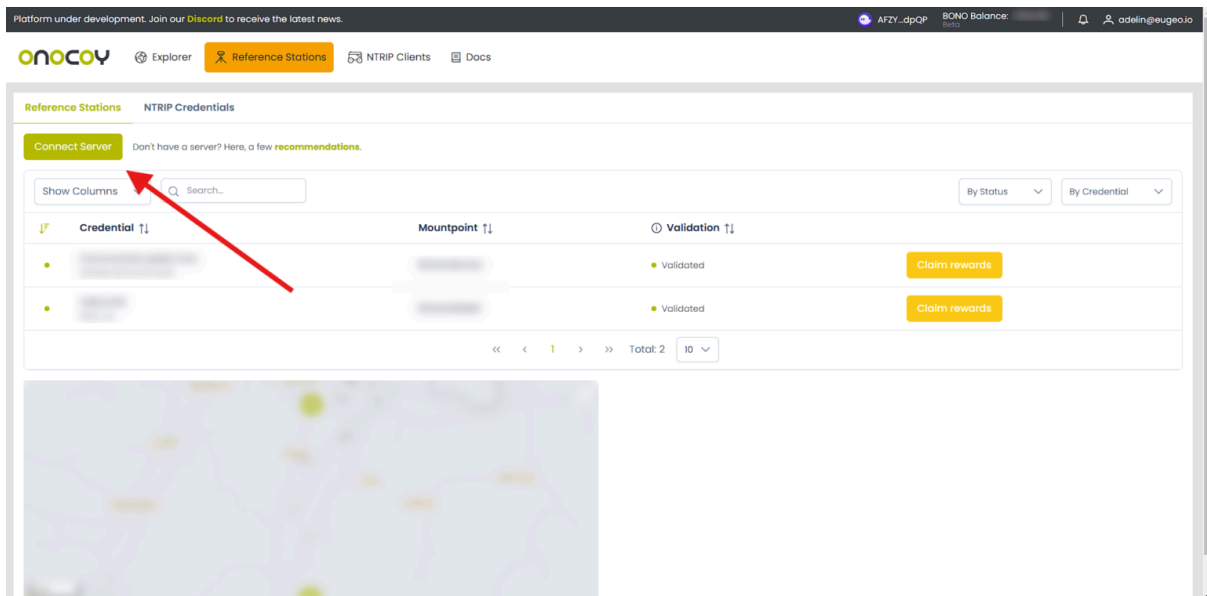 Platform under development. Join our Discord to receive the latest news.
AFZY...dpQP
BONO Balance:
Beta
adelin@eugeo.io
ONOCOY
Explorer
Reference Stations
NTRIP Clients
Docs
Reference Stations
NTRIP Credentials
Connect Server
Don't have a server? Here, a few recommendations.
Show Columns
Search...
By Status
By Credential
Credential
Mountpoint
Validation
Validated
Claim rewards
Validated
Claim rewards
<< < 1 > >> Total: 2 10